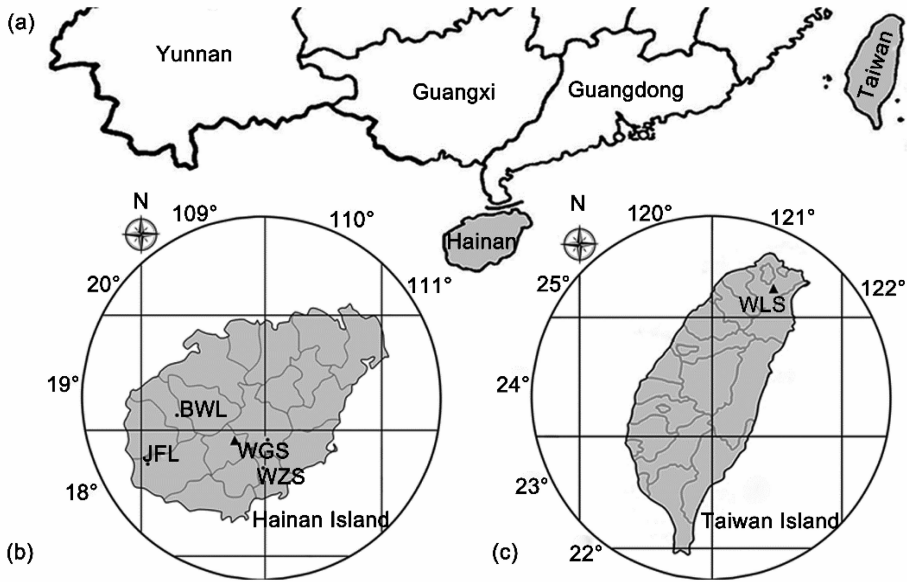 (a)
Yunnan
Guangxi
Guangdong
Taiwan
Hainan
N
109°
110°
20°
111°
19°
18°
BWL
JFL
WGS
WZS
Hainan Island
(b)
N
120°
121°
25°
122°
24°
23°
22°
WLS
Taiwan Island
(c)